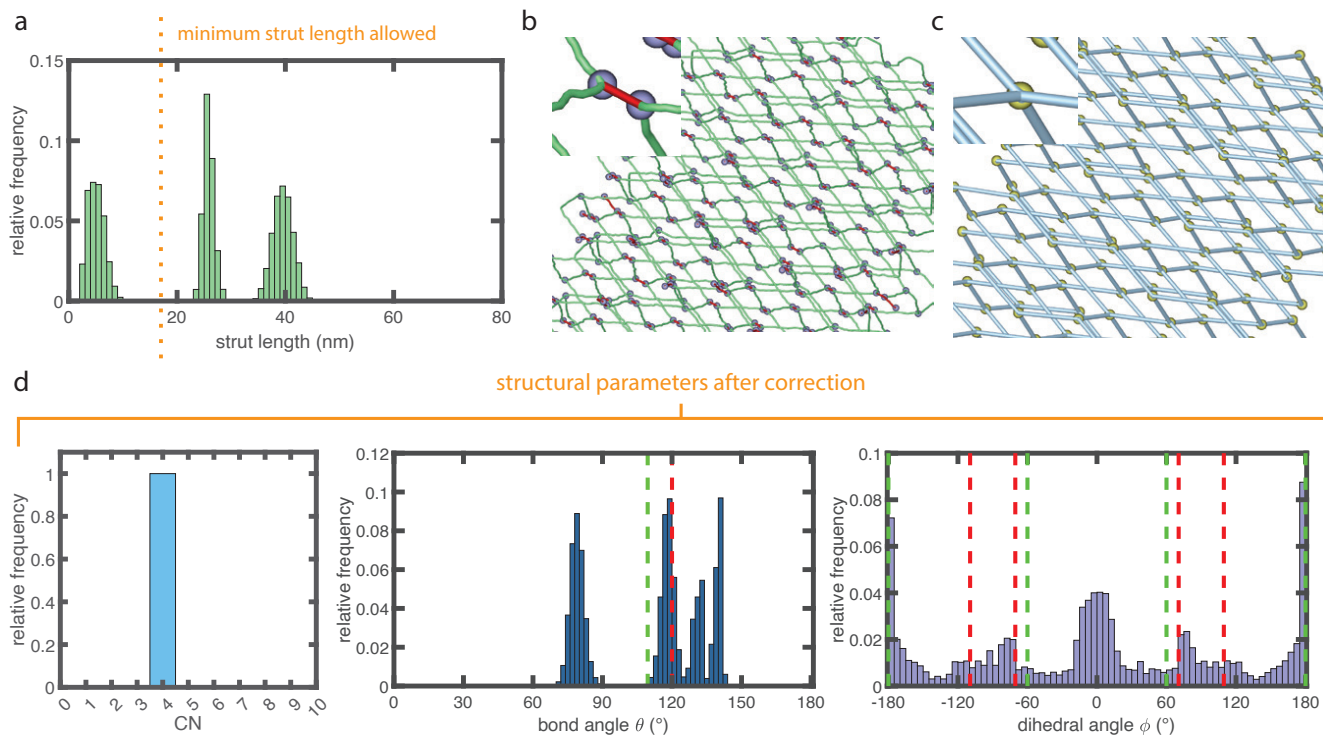 a
minimum strut length allowed
0.15
0.1
0.05
0
relative frequency
0 20 40 60 80
strut length (nm)
b
c
d
structural parameters after correction
1
0.8
0.6
0.4
0.2
0
relative frequency
0 1 2 3 4 5 6 7 8 9 10
CN
0.12
0.1
0.08
0.06
0.04
0.02
0
relative frequency
0 30 60 90 120 150 180
bond angle θ (°)
0.1
0.08
0.06
0.04
0.02
0
relative frequency
-180 -120 -60 0 60 120 180
dihedral angle ϕ (°)